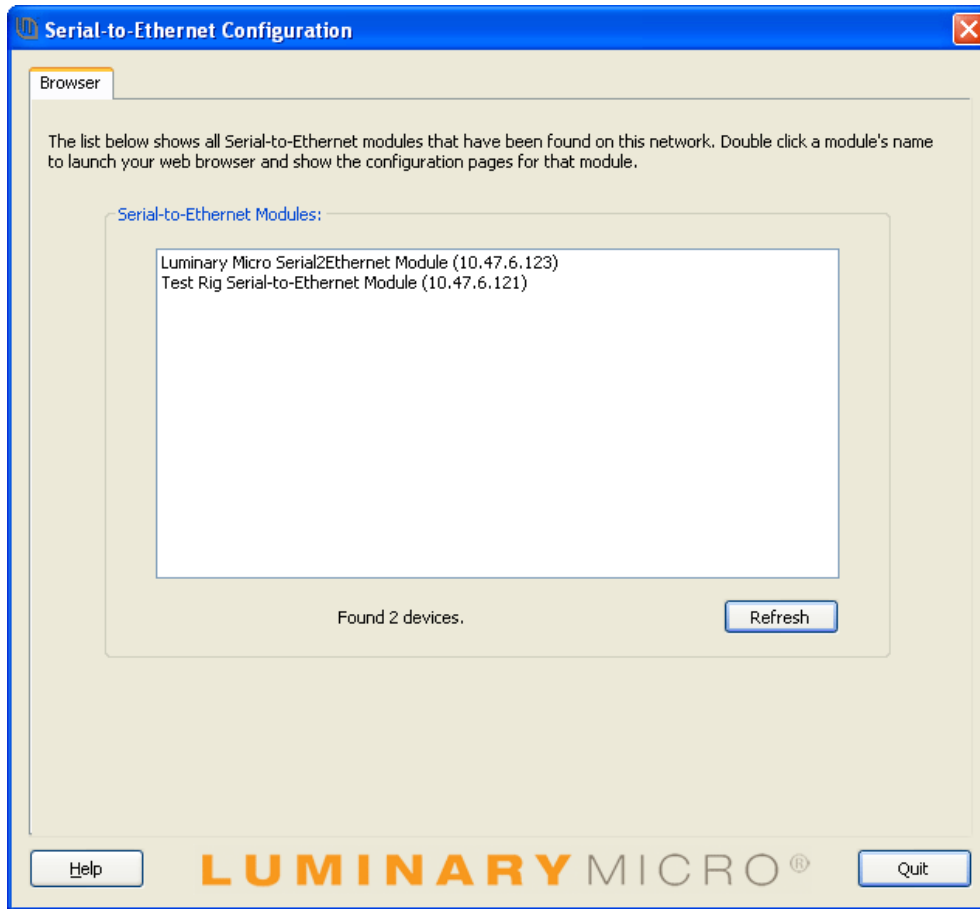 Serial-to-Ethernet Configuration
Browser
The list below shows all Serial-to-Ethernet modules that have been found on this network. Double click a module's name
to launch your web browser and show the configuration pages for that module.
Serial-to-Ethernet Modules:
Luminary Micro Serial2Ethernet Module (10.47.6.123)
Test Rig Serial-to-Ethernet Module (10.47.6.121)
Found 2 devices.
Refresh
Help
LUMINARYMICRO®
Quit